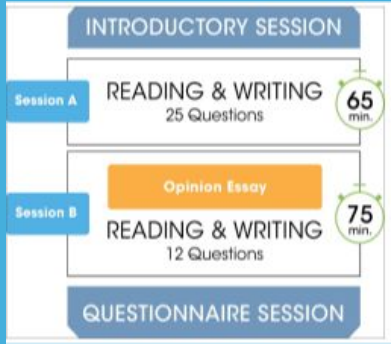 INTRODUCTORY SESSION
Session A
READING & WRITING
25 Questions
65
min.
Opinion Essay
Session B
READING & WRITING
12 Questions
75
min.
QUESTIONNAIRE SESSION